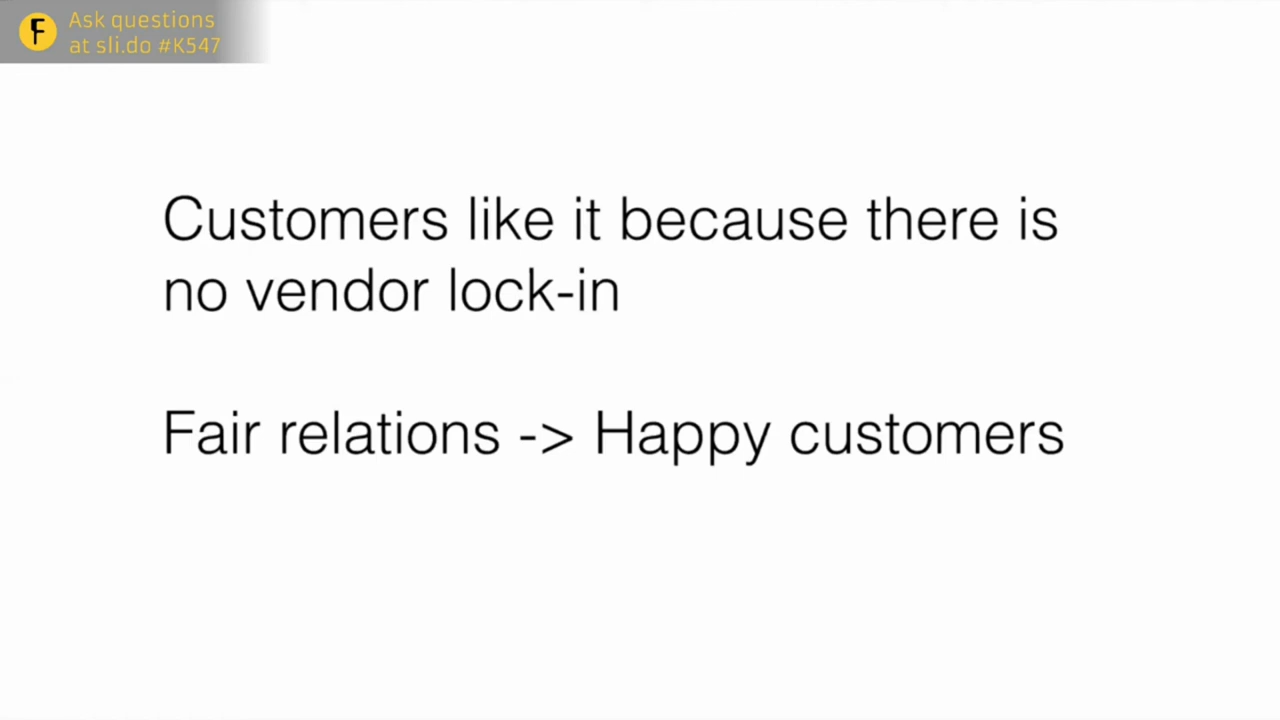 F
Ask questions
at sli.do #K547
Customers like it because there is
no vendor lock-in
Fair relations -> Happy customers